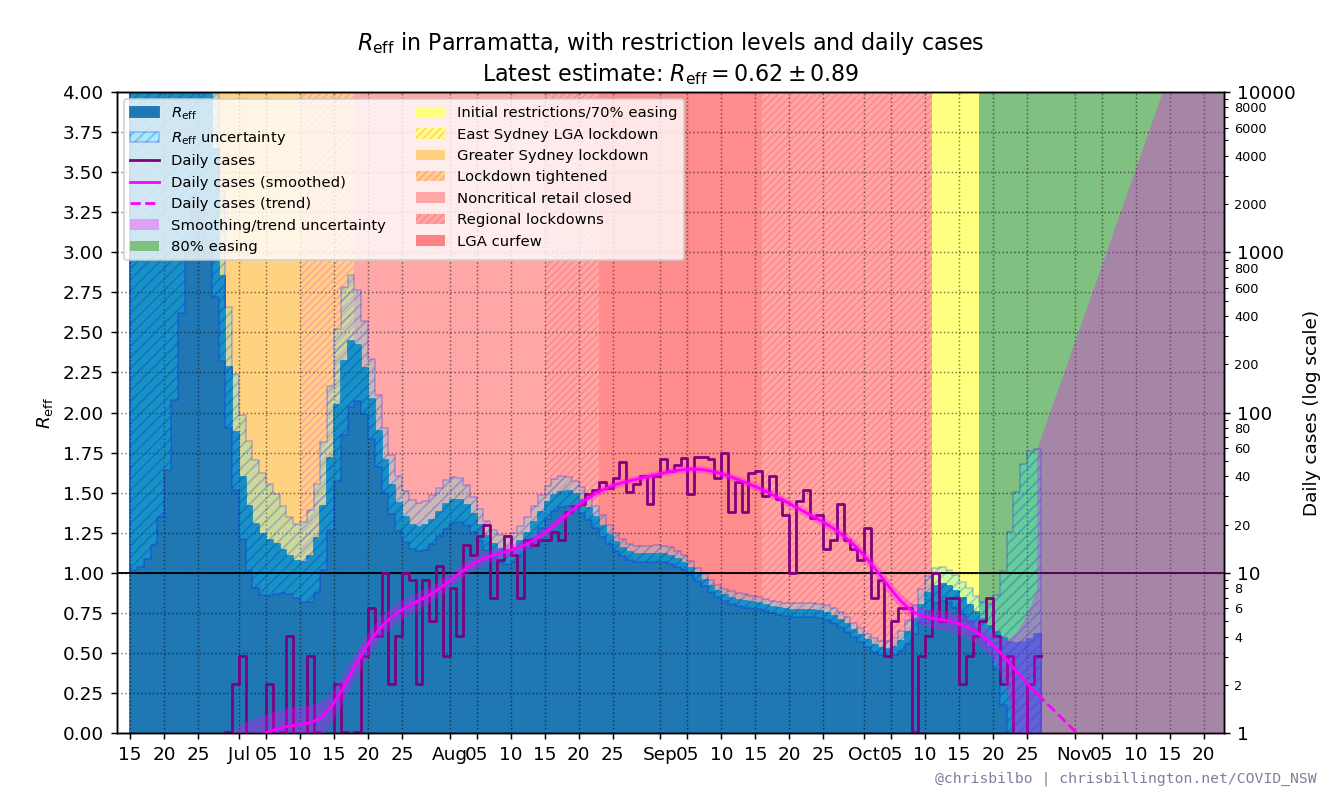 Reff in Parramatta, with restriction levels and daily cases
Latest estimate: Reff = 0.62 ± 0.89
4.00
3.75
3.50
3.25
3.00
2.75
2.50
2.25
2.00
1.75
1.50
1.25
1.00
0.75
0.50
0.25
0.00
Reff
Reff
Reff uncertainty
Daily cases
Daily cases (smoothed)
Daily cases (trend)
Smoothing/trend uncertainty
80% easing
Initial restrictions/70% easing
East Sydney LGA lockdown
Greater Sydney lockdown
Lockdown tightened
Noncritical retail closed
Regional lockdowns
LGA curfew
10000
8000
6000
4000
2000
1000
800
600
400
200
100
80
60
40
20
10
8
6
4
2
1
Daily cases (log scale)
15 20 25 Jul 05 10 15 20 25 Aug 05 10 15 20 25 Sep 05 10 15 20 25 Oct 05 10 15 20 25 Nov 05 10 15 20
@chrisbilbo | chrisbillington.net/COVID_NSW